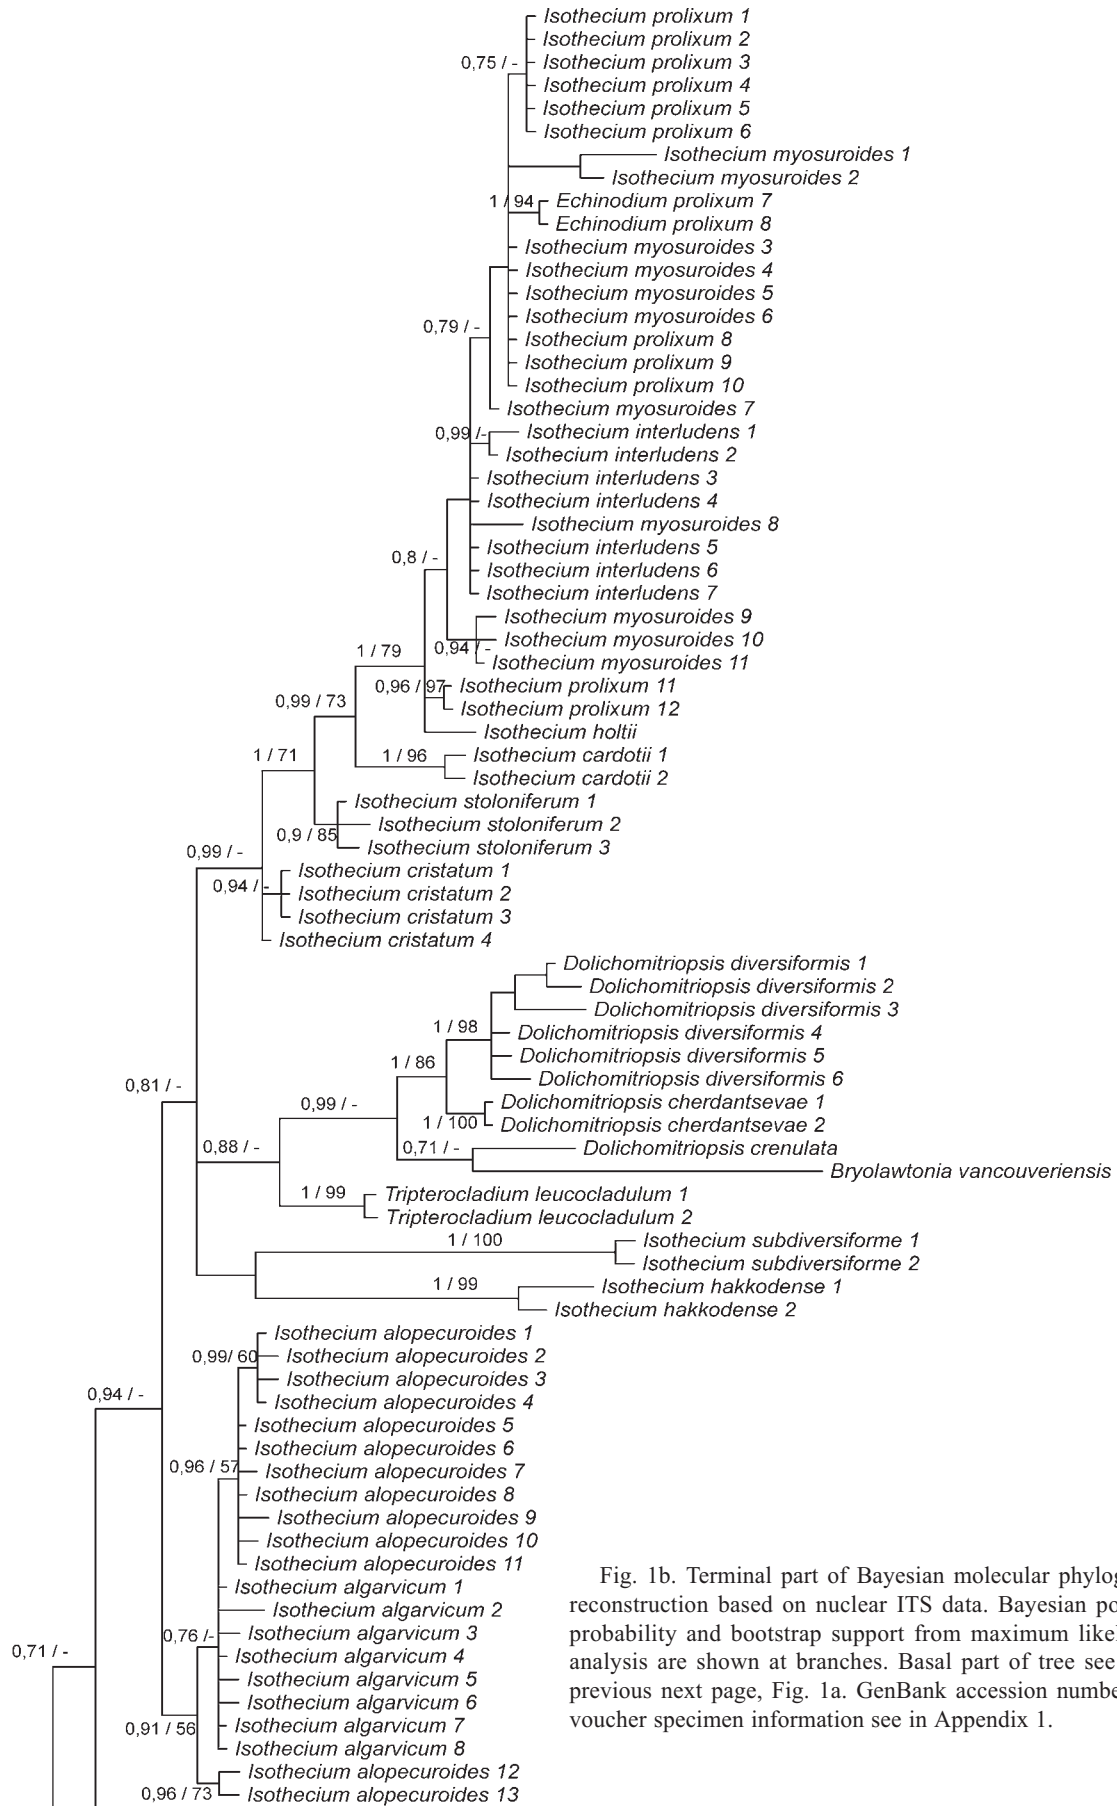 Isothecium prolixum 1
Isothecium prolixum 2
0,75 / -
Isothecium prolixum 3
Isothecium prolixum 4
Isothecium prolixum 5
Isothecium prolixum 6
Isothecium myosuroides 1
Isothecium myosuroides 2
1 / 94
Echinodium prolixum 7
Echinodium prolixum 8
Isothecium myosuroides 3
Isothecium myosuroides 4
Isothecium myosuroides 5
Isothecium myosuroides 6
0,79 / -
Isothecium prolixum 8
Isothecium prolixum 9
Isothecium prolixum 10
Isothecium myosuroides 7
0,99 / -
Isothecium interludens 1
Isothecium interludens 2
Isothecium interludens 3
Isothecium interludens 4
Isothecium myosuroides 8
Isothecium interludens 5
0,8 / -
Isothecium interludens 6
Isothecium interludens 7
Isothecium myosuroides 9
Isothecium myosuroides 10
0,94 / -
1 / 79
Isothecium myosuroides 11
0,96 / 97
Isothecium prolixum 11
0,99 / 73
Isothecium prolixum 12
Isothecium holtii
1 / 71
1 / 96
Isothecium cardotii 1
Isothecium cardotii 2
Isothecium stoloniferum 1
Isothecium stoloniferum 2
0,9 / 85
Isothecium stoloniferum 3
0,99 / -
Isothecium cristatum 1
0,94 / -
Isothecium cristatum 2
Isothecium cristatum 3
Isothecium cristatum 4
Dolichomitriopsis diversiformis 1
Dolichomitriopsis diversiformis 2
Dolichomitriopsis diversiformis 3
1 / 98
Dolichomitriopsis diversiformis 4
Dolichomitriopsis diversiformis 5
1 / 86
Dolichomitriopsis diversiformis 6
0,81 / -
0,99 / -
Dolichomitriopsis cherdantsevae 1
1 / 100
Dolichomitriopsis cherdantsevae 2
0,88 / -
0,71 / -
Dolichomitriopsis crenulata
Bryolawtonia vancouveriensis
1 / 99
Tripterocladium leucocladulum 1
Tripterocladium leucocladulum 2
1 / 100
Isothecium subdiversiforme 1
Isothecium subdiversiforme 2
1 / 99
Isothecium hakkodense 1
Isothecium hakkodense 2
Isothecium alopecuroides 1
0,99/ 60
Isothecium alopecuroides 2
Isothecium alopecuroides 3
0,94 / -
Isothecium alopecuroides 4
Isothecium alopecuroides 5
Isothecium alopecuroides 6
0,96 / 57
Isothecium alopecuroides 7
Isothecium alopecuroides 8
Isothecium alopecuroides 9
Isothecium alopecuroides 10
Isothecium alopecuroides 11
Isothecium algarvicum 1
Isothecium algarvicum 2
0,76 / -
Isothecium algarvicum 3
0,71 / -
Isothecium algarvicum 4
Isothecium algarvicum 5
Isothecium algarvicum 6
0,91 / 56
Isothecium algarvicum 7
Isothecium algarvicum 8
Isothecium alopecuroides 12
0,96 / 73
Isothecium alopecuroides 13
Fig. 1b. Terminal part of Bayesian molecular phylog
reconstruction based on nuclear ITS data. Bayesian po
probability and bootstrap support from maximum likel
analysis are shown at branches. Basal part of tree see
previous next page, Fig. 1a. GenBank accession numbe
voucher specimen information see in Appendix 1.